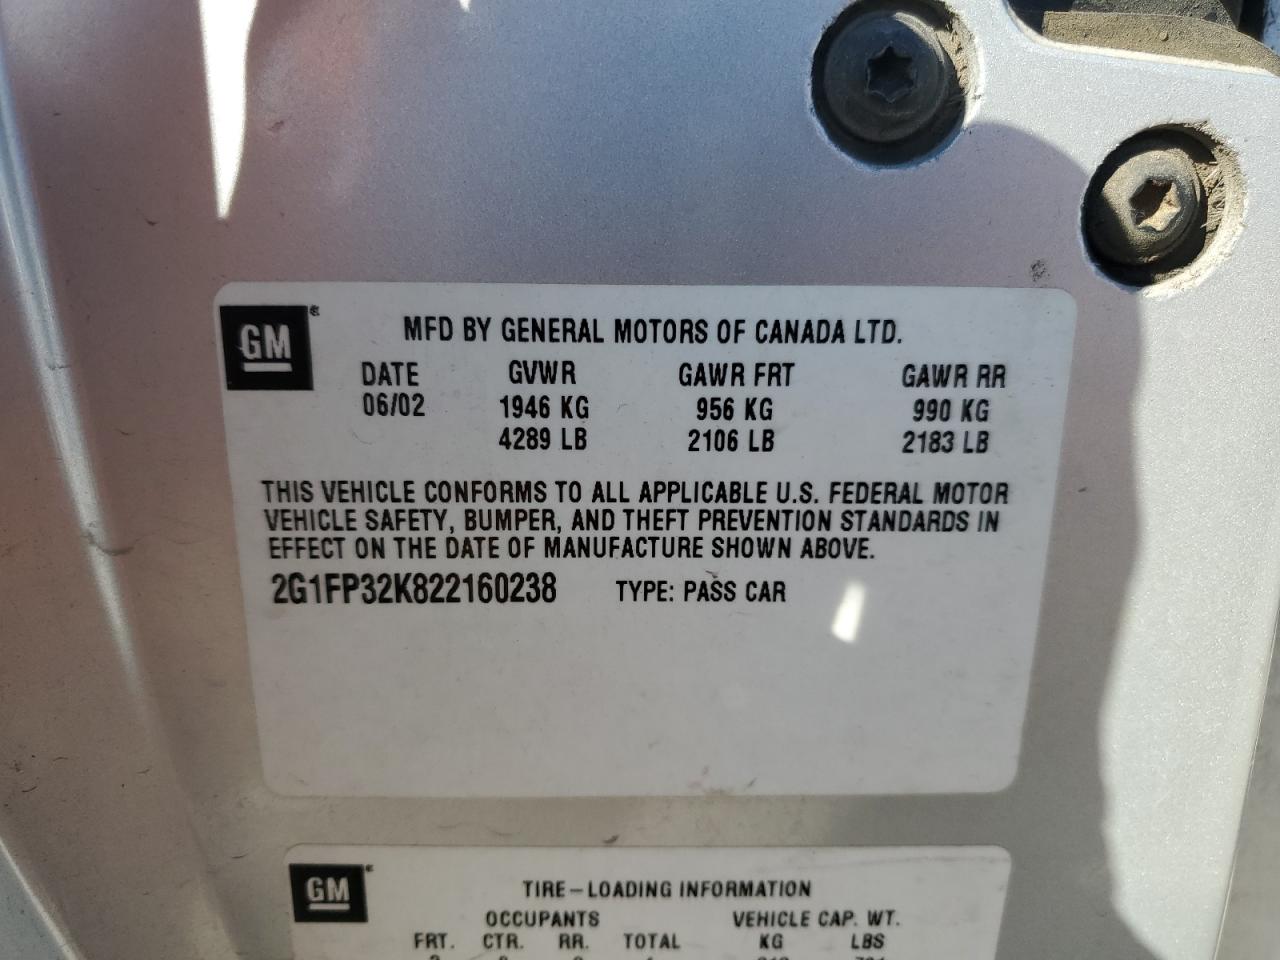 GM
MFD BY GENERAL MOTORS OF CANADA LTD.
DATE GVWR GAWR FRT GAWR RR
06/02 1946 KG 956 KG 990 KG
4289 LB 2106 LB 2183 LB
THIS VEHICLE CONFORMS TO ALL APPLICABLE U.S. FEDERAL MOTOR
VEHICLE SAFETY, BUMPER, AND THEFT PREVENTION STANDARDS IN
EFFECT ON THE DATE OF MANUFACTURE SHOWN ABOVE.
2G1FP32K822160238 TYPE: PASS CAR
GM
TIRE-LOADING INFORMATION
OCCUPANTS VEHICLE CAP. WT.
FRT. CTR. RR. TOTAL KG LBS